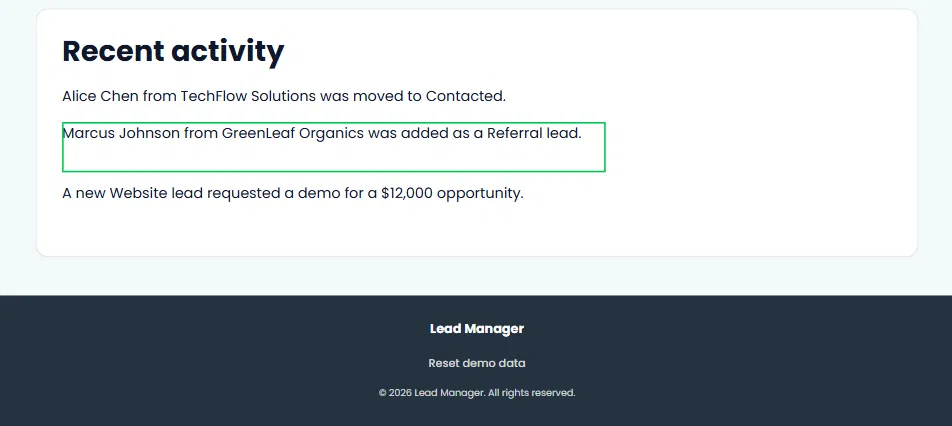 Recent activity
Alice Chen from TechFlow Solutions was moved to Contacted.
Marcus Johnson from GreenLeaf Organics was added as a Referral lead.
A new Website lead requested a demo for a $12,000 opportunity.
Lead Manager
Reset demo data
© 2026 Lead Manager. All rights reserved.